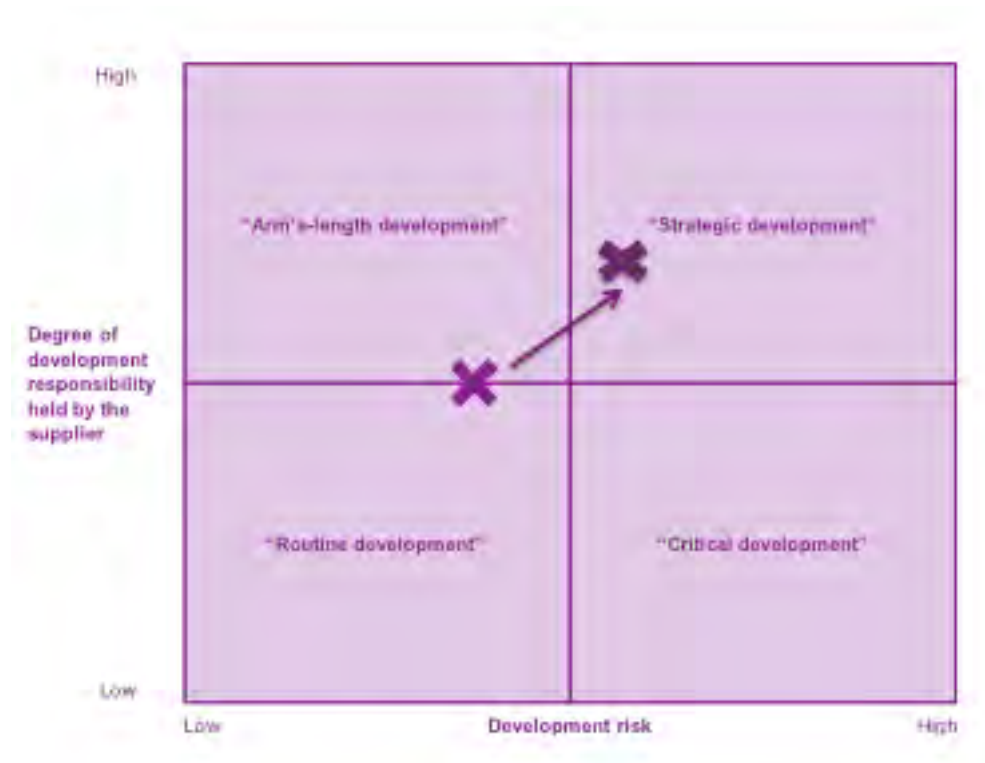 High
"Arm's-length development"
"Strategic development"
Degree of
development
responsibility
held by the
supplier
"Routine development"
"Critical development"
Low
Low
Development risk
High